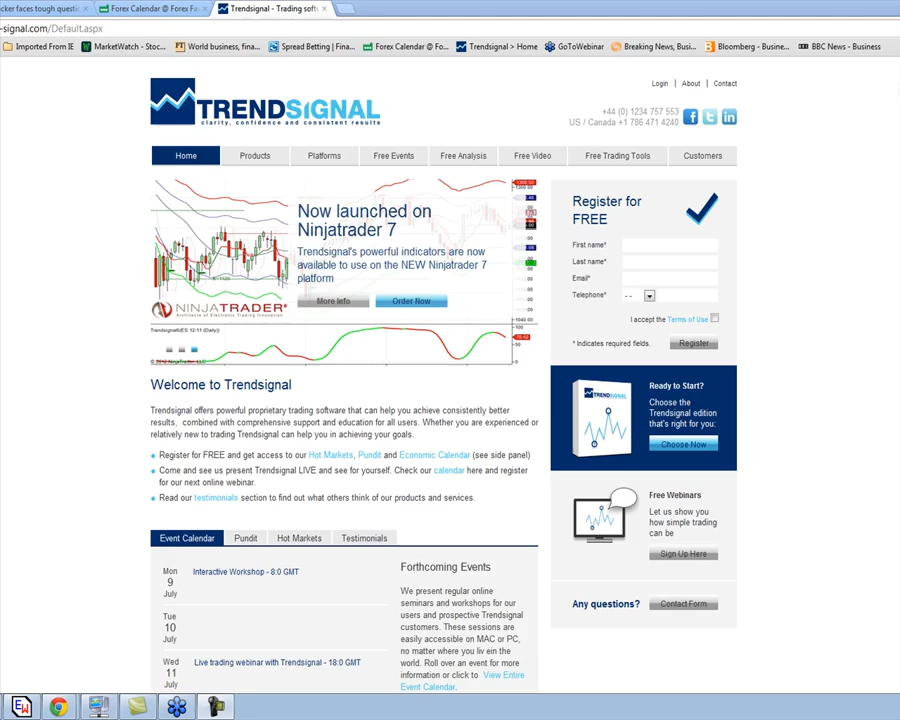 cker faces tough questi
Forex Calendar @ Forex Fa
Trendsignal - Trading soft
-signal.com/Default.aspx
Imported From IE
MarketWatch - Stoc...
World business, fina...
Spread Betting | Fina...
Forex Calendar @ Fo...
Trendsignal > Home
GoToWebinar
Breaking News, Busi...
Bloomberg - Busine...
BBC News - Business
Login | About | Contact
TRENDSIGNAL
clarity, confidence and consistent results
+44 (0) 1234 757 553
US / Canada +1 786 471 4240
Home
Products
Platforms
Free Events
Free Analysis
Free Video
Free Trading Tools
Customers
Now launched on
Ninjatrader 7
Trendsignal's powerful indicators are now
available to use on the NEW Ninjatrader 7
platform
More Info
Order Now
NINJATRADER
Architects of Electronic Trading Innovation
Register for
FREE
First name*
Last name*
Email*
Telephone*
--
I accept the Terms of Use
* Indicates required fields.
Register
Welcome to Trendsignal
Trendsignal offers powerful proprietary trading software that can help you achieve consistently better
results, combined with comprehensive support and education for all users. Whether you are experienced or
relatively new to trading Trendsignal can help you in achieving your goals.
Register for FREE and get access to our Hot Markets, Pundit and Economic Calendar (see side panel)
Come and see us present Trendsignal LIVE and see for yourself. Check our calendar here and register
for our next online webinar.
Read our testimonials section to find out what others think of our products and services.
TRENDSIGNAL
Ready to Start?
Choose the
Trendsignal edition
that's right for you:
Choose Now
Free Webinars
Let us show you
how simple trading
can be
Sign Up Here
Any questions?
Contact Form
Event Calendar
Pundit
Hot Markets
Testimonials
Mon
9
July
Interactive Workshop - 8:0 GMT
Tue
10
July
Wed
11
July
Live trading webinar with Trendsignal - 18:0 GMT
Forthcoming Events
We present regular online
seminars and workshops for our
users and prospective Trendsignal
customers. These sessions are
easily accessible on MAC or PC,
no matter where you liv ein the
world. Roll over an event for more
information or click to View Entire
Event Calendar.